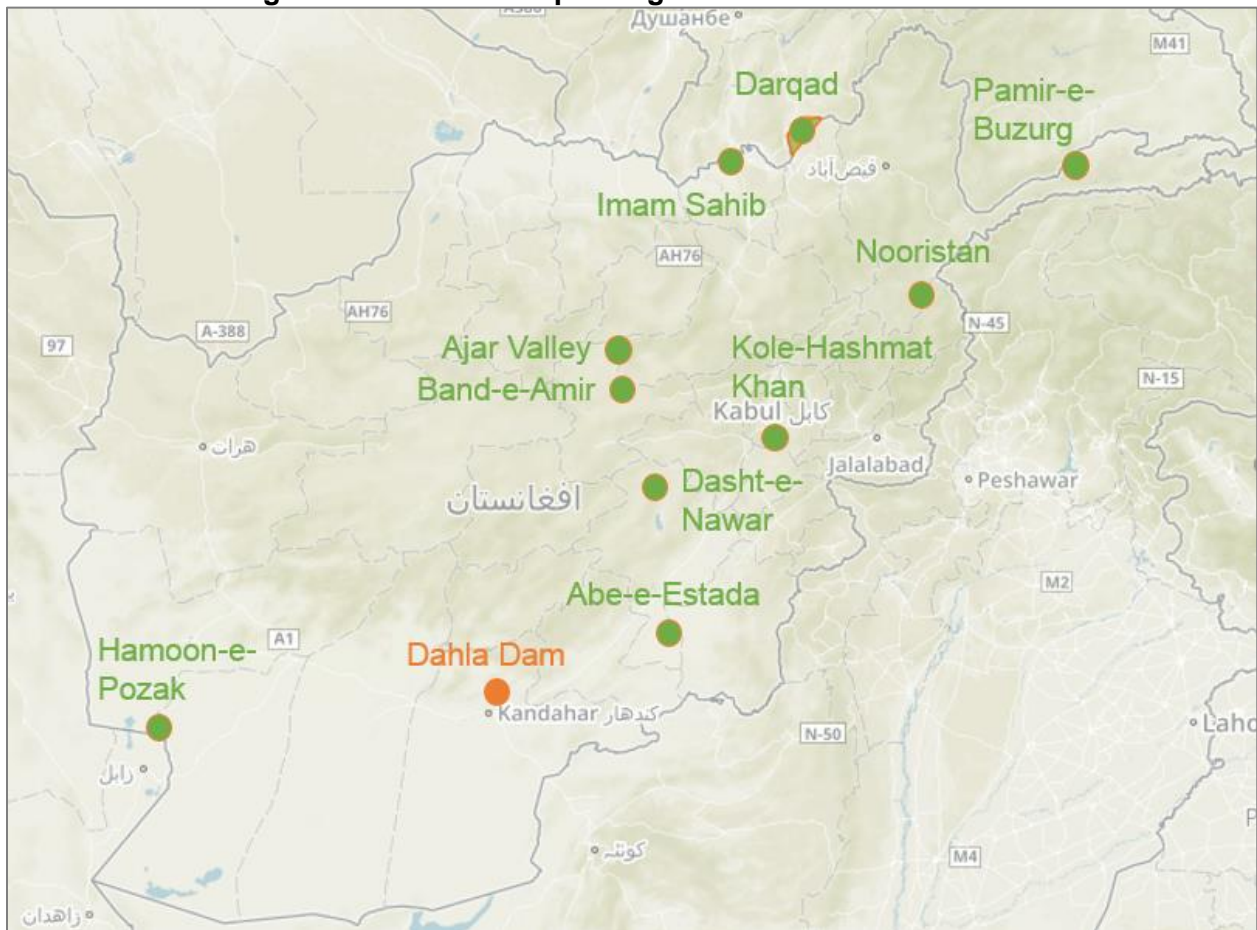 Душанбе
M41
Darqad
Pamir-e-
Buzurg
فیض‌آباد
Imam Sahib
AH76
Nooristan
AH76
A-388
97
N-45
Ajar Valley
Kole-Hashmat
Khan
Band-e-Amir
N-15
Kabul کابل
هرات
Jalalabad
Peshawar
افغانستان
Dasht-e-
Nawar
M2
Abe-e-Estada
A1
Hamoon-e-
Pozak
Dahla Dam
Kandahar کندهار
N-50
Laho
زابل
کوئٹہ
M4
زاهدان